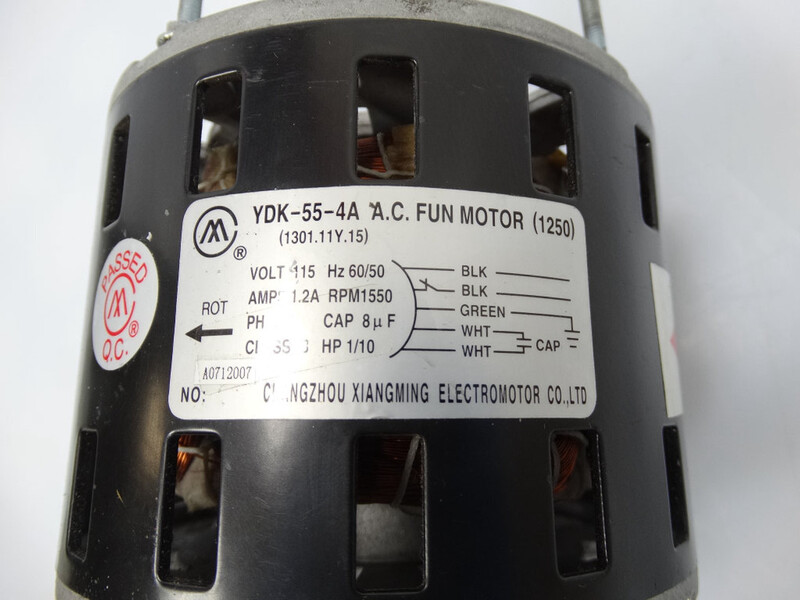 YDK-55-4A A.C. FUN MOTOR (1250)
(1301.11Y.15)
®
VOLT 115 Hz 60/50
1.2A RPM1550
PH CAP 8μF
HP 1/10
ROT
BLK
BLK
GREEN
WHT
WHT
CAP
A0712007
NO:
XIANGMING ELECTROMOTOR CO.,LTD
PASSED
®
Q.C.